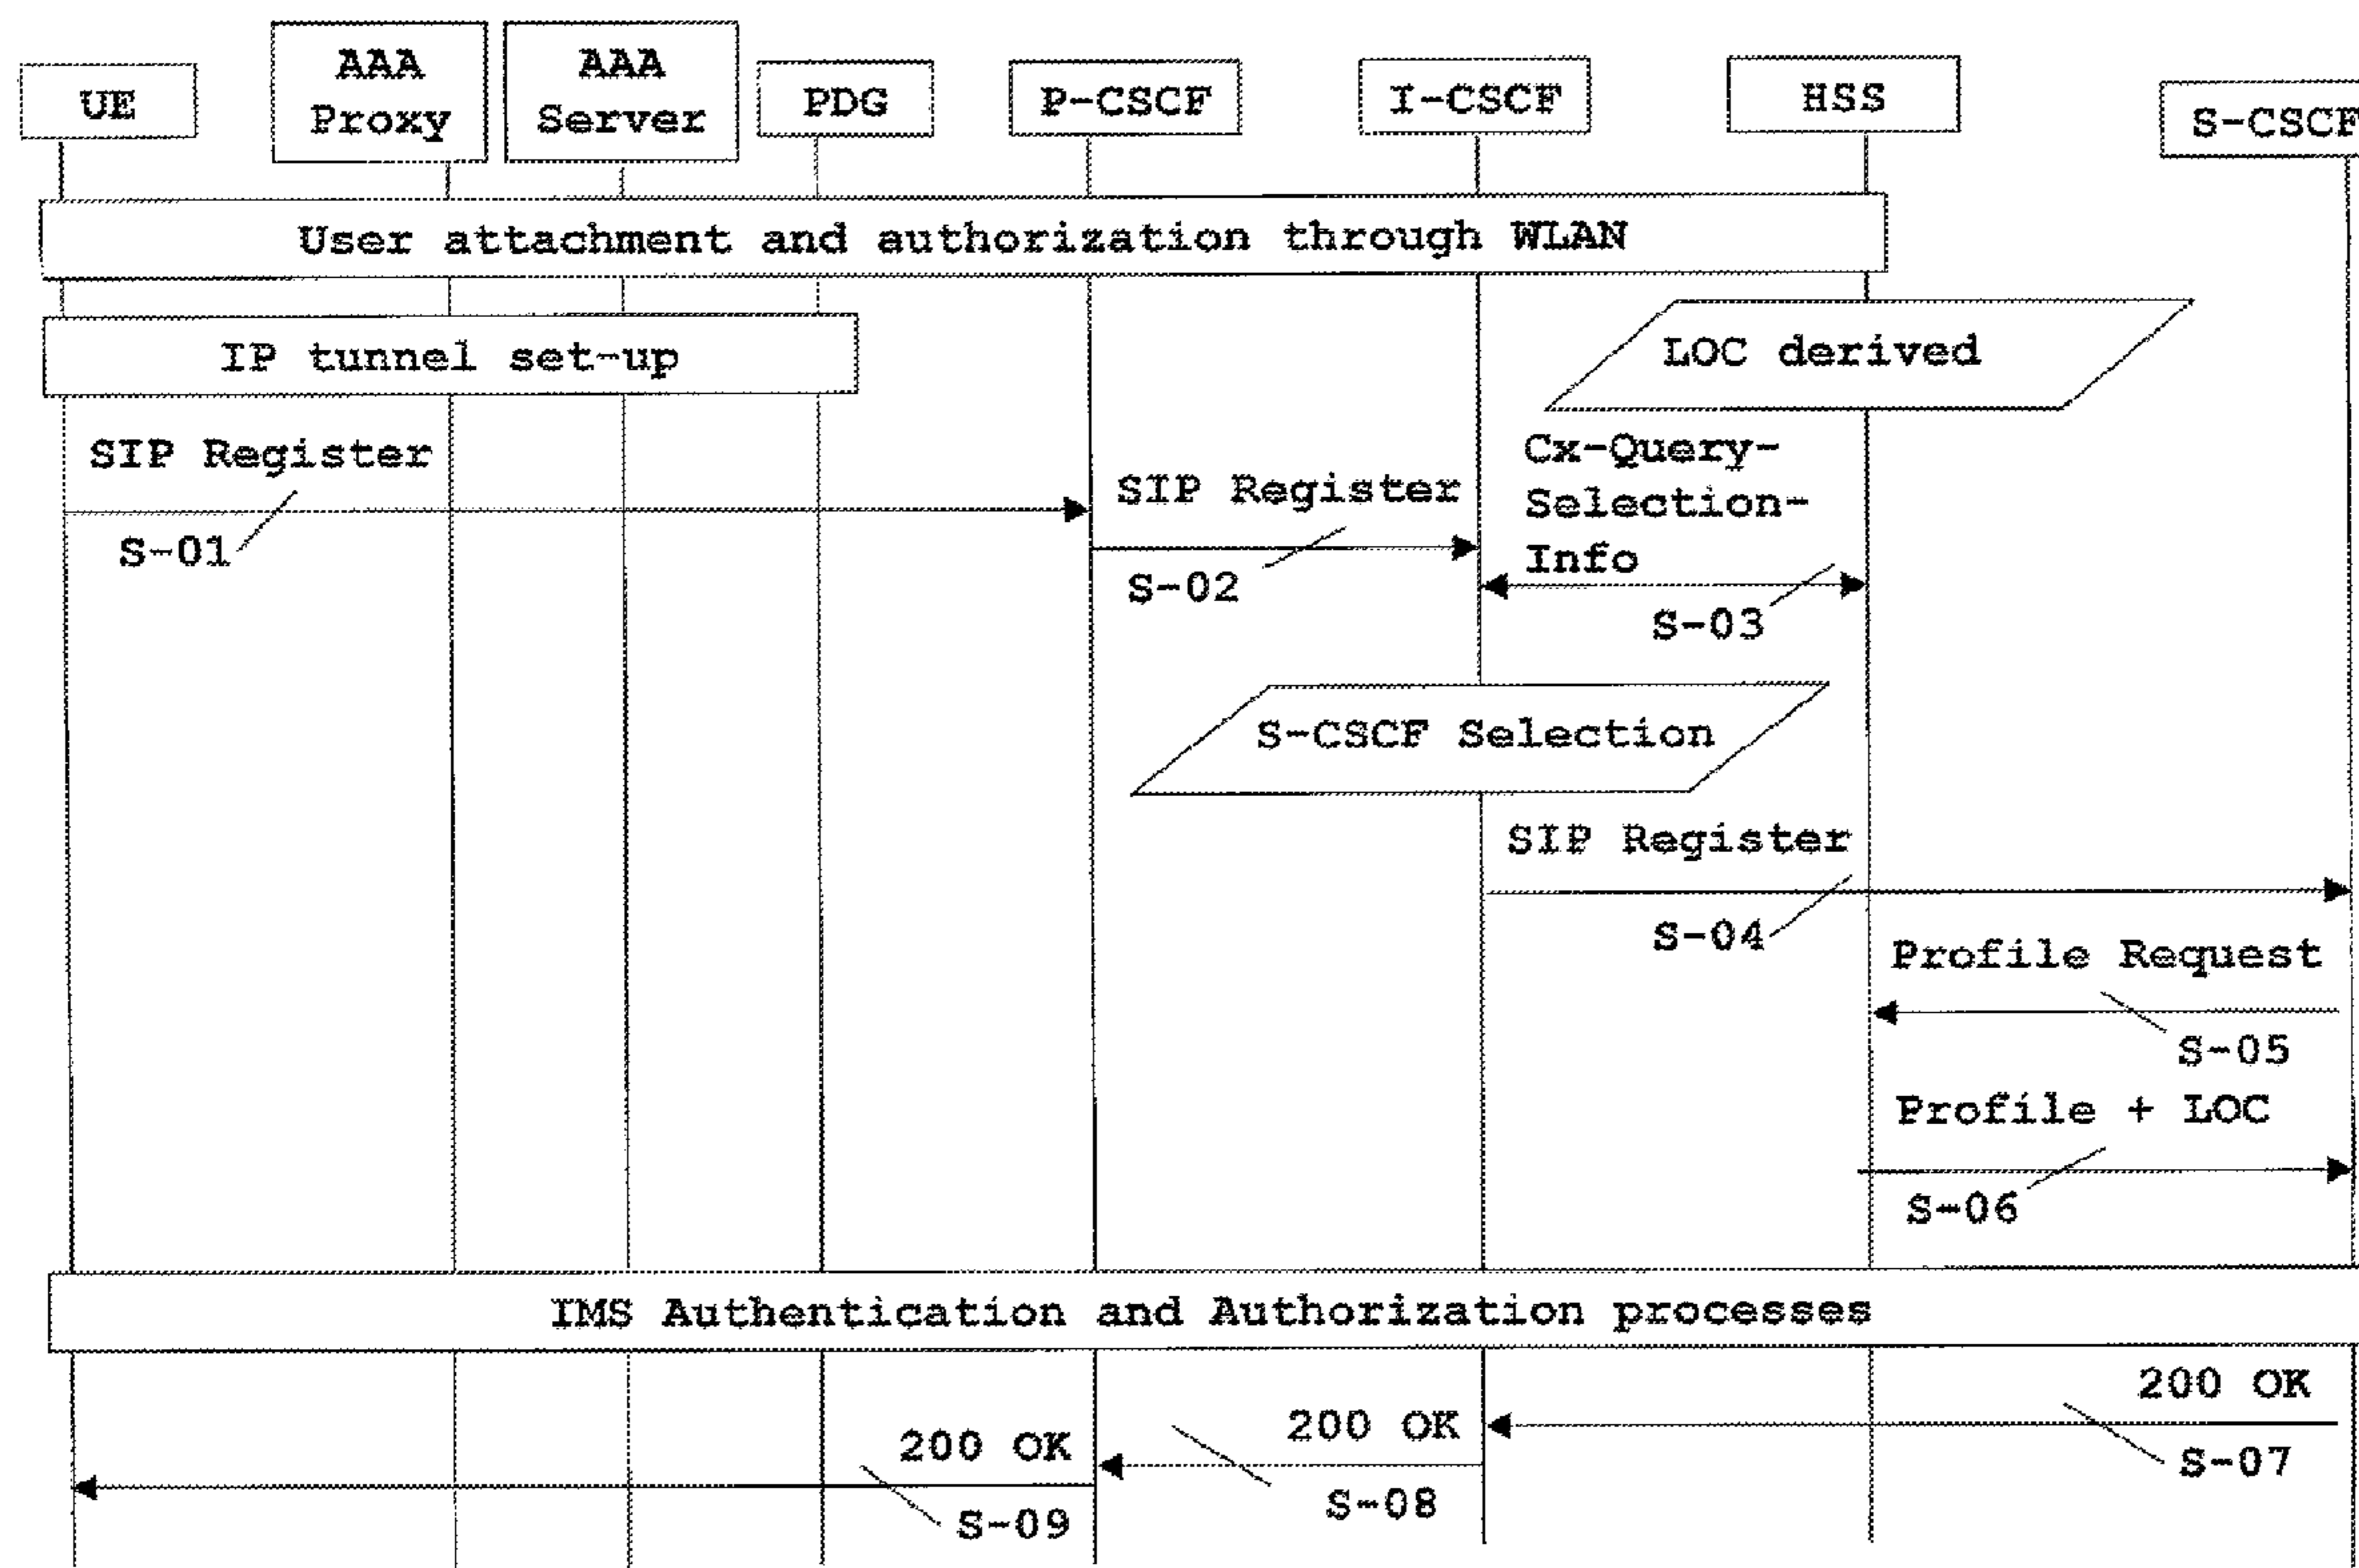 UE
AAA
Proxy
AAA
Server
PDG
P-CSCF
I-CSCF
HSS
S-CSCF
User attachment and authorization through WLAN
IP tunnel set-up
LOC derived
SIP Register
S-01
SIP Register
S-02
Cx-Query-
Selection-
Info
S-03
S-CSCF Selection
SIP Register
S-04
Profile Request
S-05
Profile + LOC
S-06
IMS Authentication and Authorization processes
200 OK
S-07
200 OK
S-08
200 OK
S-09